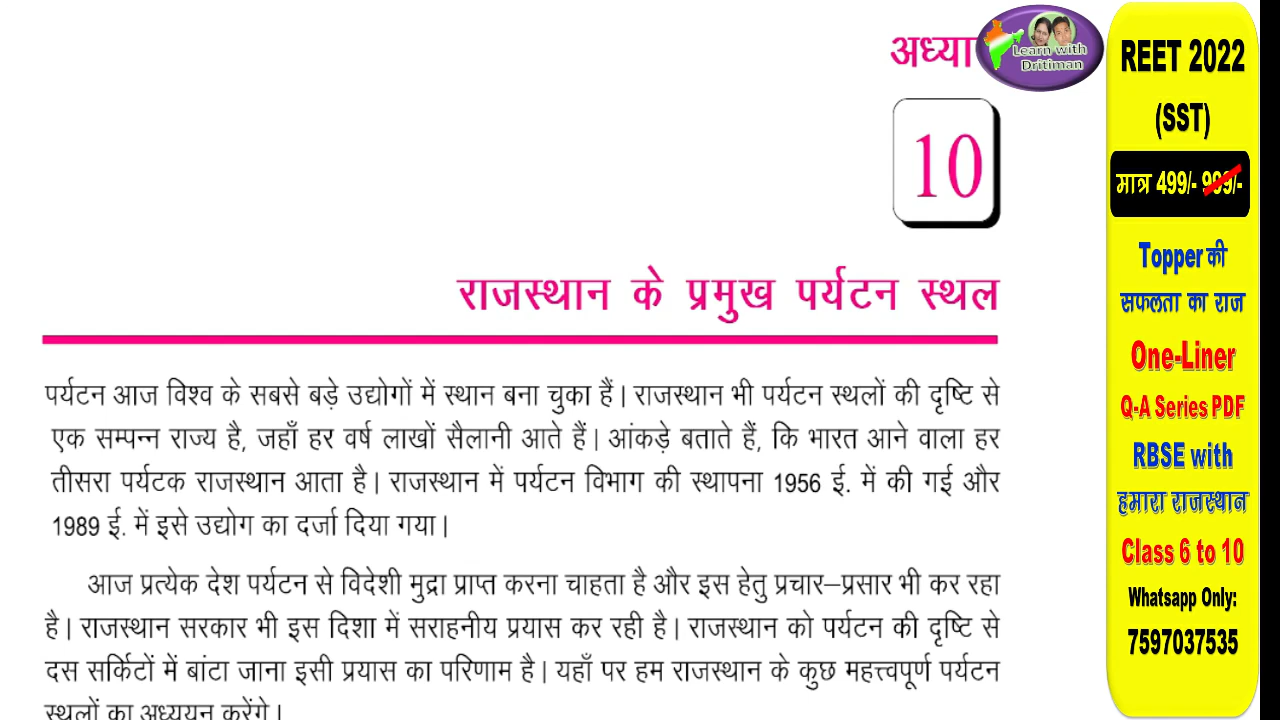 अध्या
Learn with
Dritiman
10
राजस्थान के प्रमुख पर्यटन स्थल
पर्यटन आज विश्व के सबसे बड़े उद्योगों में स्थान बना चुका हैं। राजस्थान भी पर्यटन स्थलों की दृष्टि से
एक सम्पन्न राज्य है, जहाँ हर वर्ष लाखों सैलानी आते हैं। आंकड़े बताते हैं, कि भारत आने वाला हर
तीसरा पर्यटक राजस्थान आता है। राजस्थान में पर्यटन विभाग की स्थापना 1956 ई. में की गई और
1989 ई. में इसे उद्योग का दर्जा दिया गया।
आज प्रत्येक देश पर्यटन से विदेशी मुद्रा प्राप्त करना चाहता है और इस हेतु प्रचार–प्रसार भी कर रहा
है। राजस्थान सरकार भी इस दिशा में सराहनीय प्रयास कर रही है। राजस्थान को पर्यटन की दृष्टि से
दस सर्किटों में बांटा जाना इसी प्रयास का परिणाम है। यहाँ पर हम राजस्थान के कुछ महत्त्वपूर्ण पर्यटन
स्थलों का अध्ययन करेंगे।
REET 2022
(SST)
मात्र 499/- 999/-
Topper की
सफलता का राज
One-Liner
Q-A Series PDF
RBSE with
हमारा राजस्थान
Class 6 to 10
Whatsapp Only:
7597037535